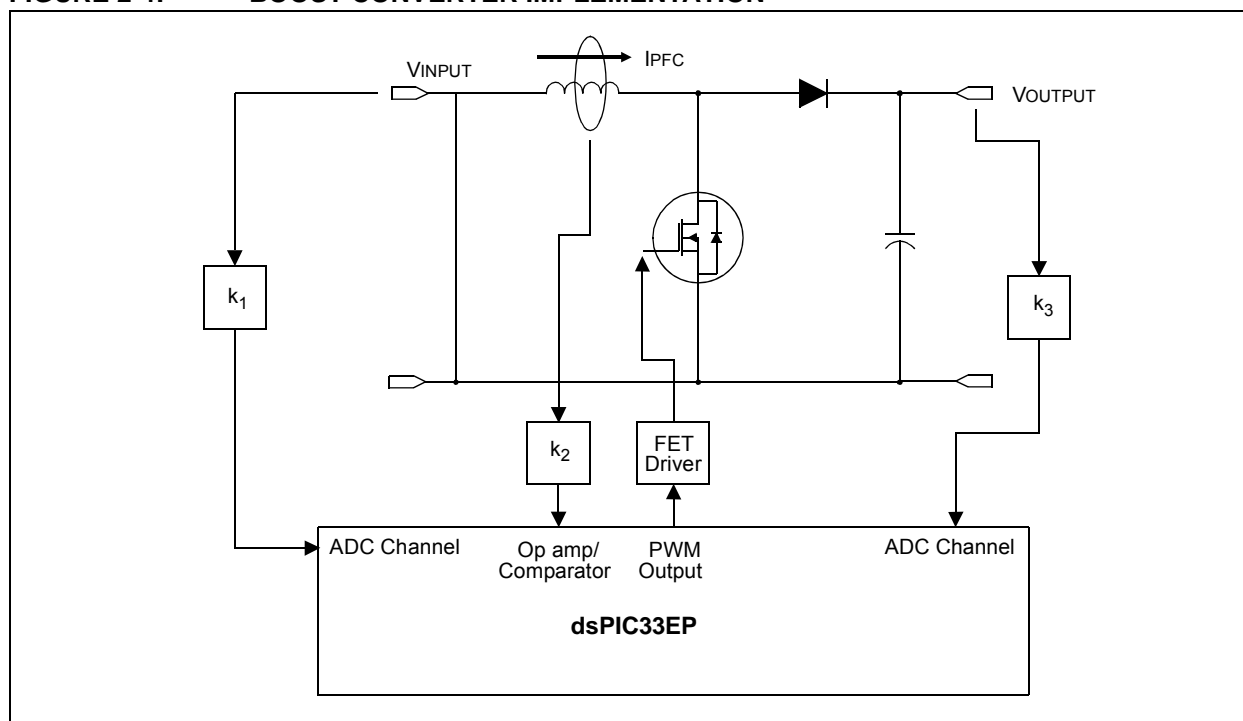 FIGURE 2-4: BOOST CONVERTER IMPLEMENTATION
IPFC
VINPUT
VOUTPUT
k1
k3
k2
FET
Driver
ADC Channel
Op amp/
Comparator
PWM
Output
ADC Channel
dsPIC33EP